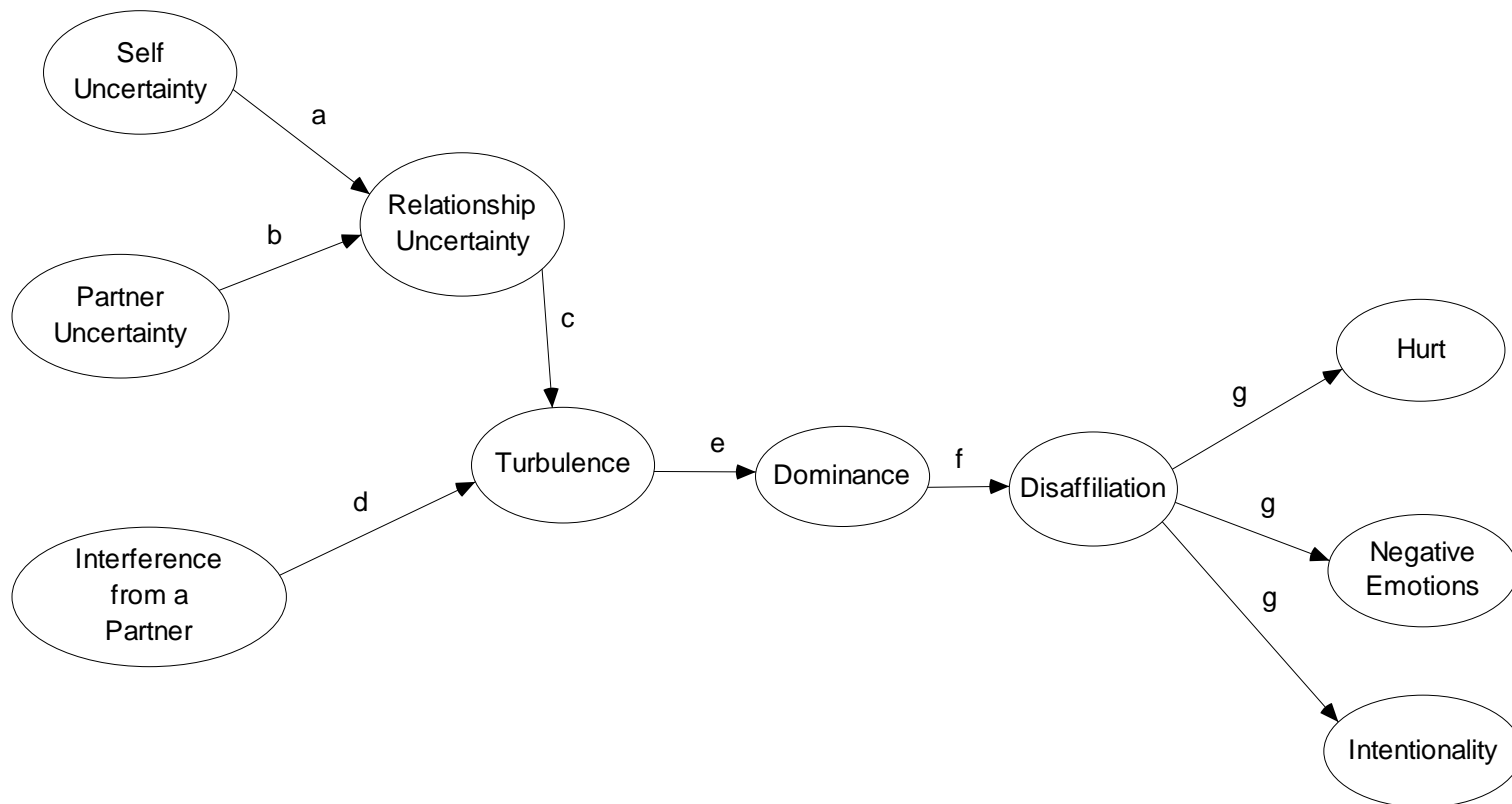 Self
Uncertainty
a
Relationship
Uncertainty
b
Partner
Uncertainty
c
Hurt
g
Turbulence
e
Dominance
f
Disaffiliation
d
g
Negative
Emotions
Interference
from a
Partner
g
Intentionality